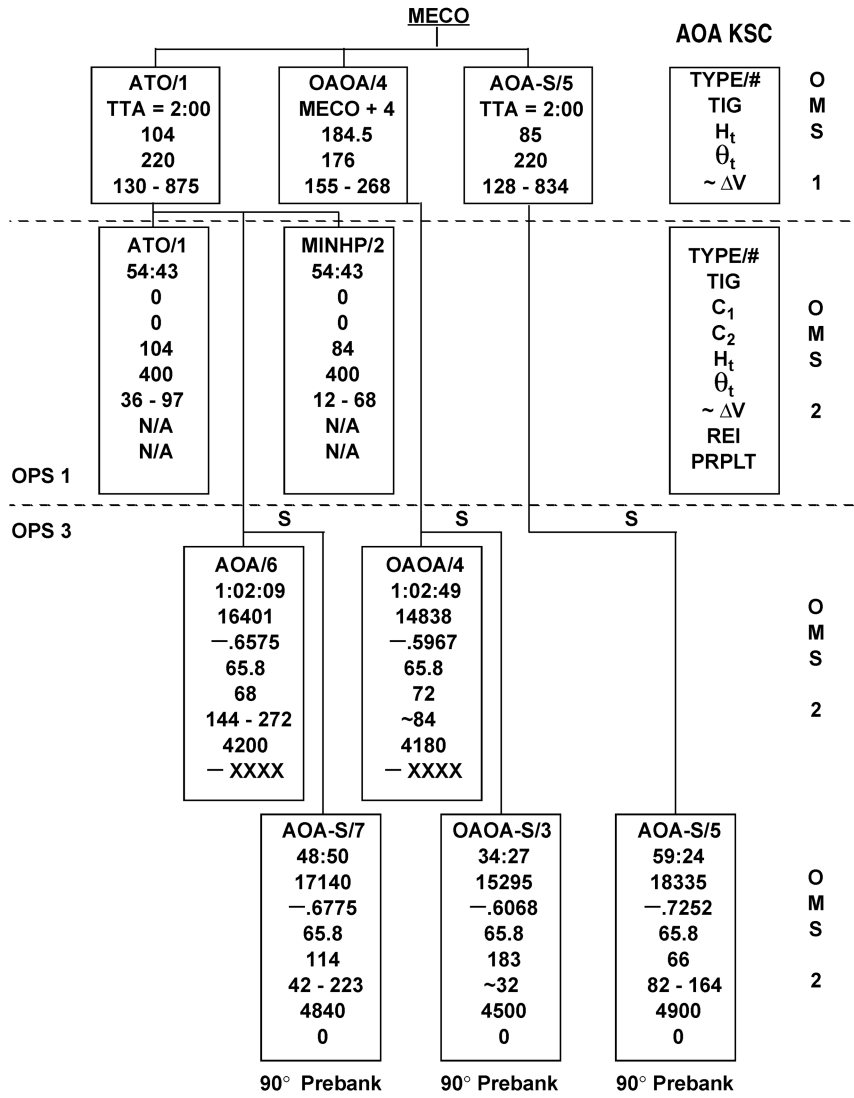 MECO
AOA KSC
ATO/1
TTA = 2:00
104
220
130 - 875
OAOA/4
MECO + 4
184.5
176
155 - 268
AOA-S/5
TTA = 2:00
85
220
128 - 834
TYPE/#
TIG
Ht
θt
~ ΔV
O
M
S
1
ATO/1
54:43
0
0
104
400
36 - 97
N/A
N/A
MINHP/2
54:43
0
0
84
400
12 - 68
N/A
N/A
TYPE/#
TIG
C1
C2
Ht
θt
~ ΔV
REI
PRPLT
O
M
S
2
OPS 1
OPS 3
S
S
S
AOA/6
1:02:09
16401
—.6575
65.8
68
144 - 272
4200
— XXXX
OAOA/4
1:02:49
14838
—.5967
65.8
72
~84
4180
— XXXX
O
M
S
2
AOA-S/7
48:50
17140
—.6775
65.8
114
42 - 223
4840
0
90° Prebank
OAOA-S/3
34:27
15295
—.6068
65.8
183
~32
4500
0
90° Prebank
AOA-S/5
59:24
18335
—.7252
65.8
66
82 - 164
4900
0
90° Prebank
O
M
S
2